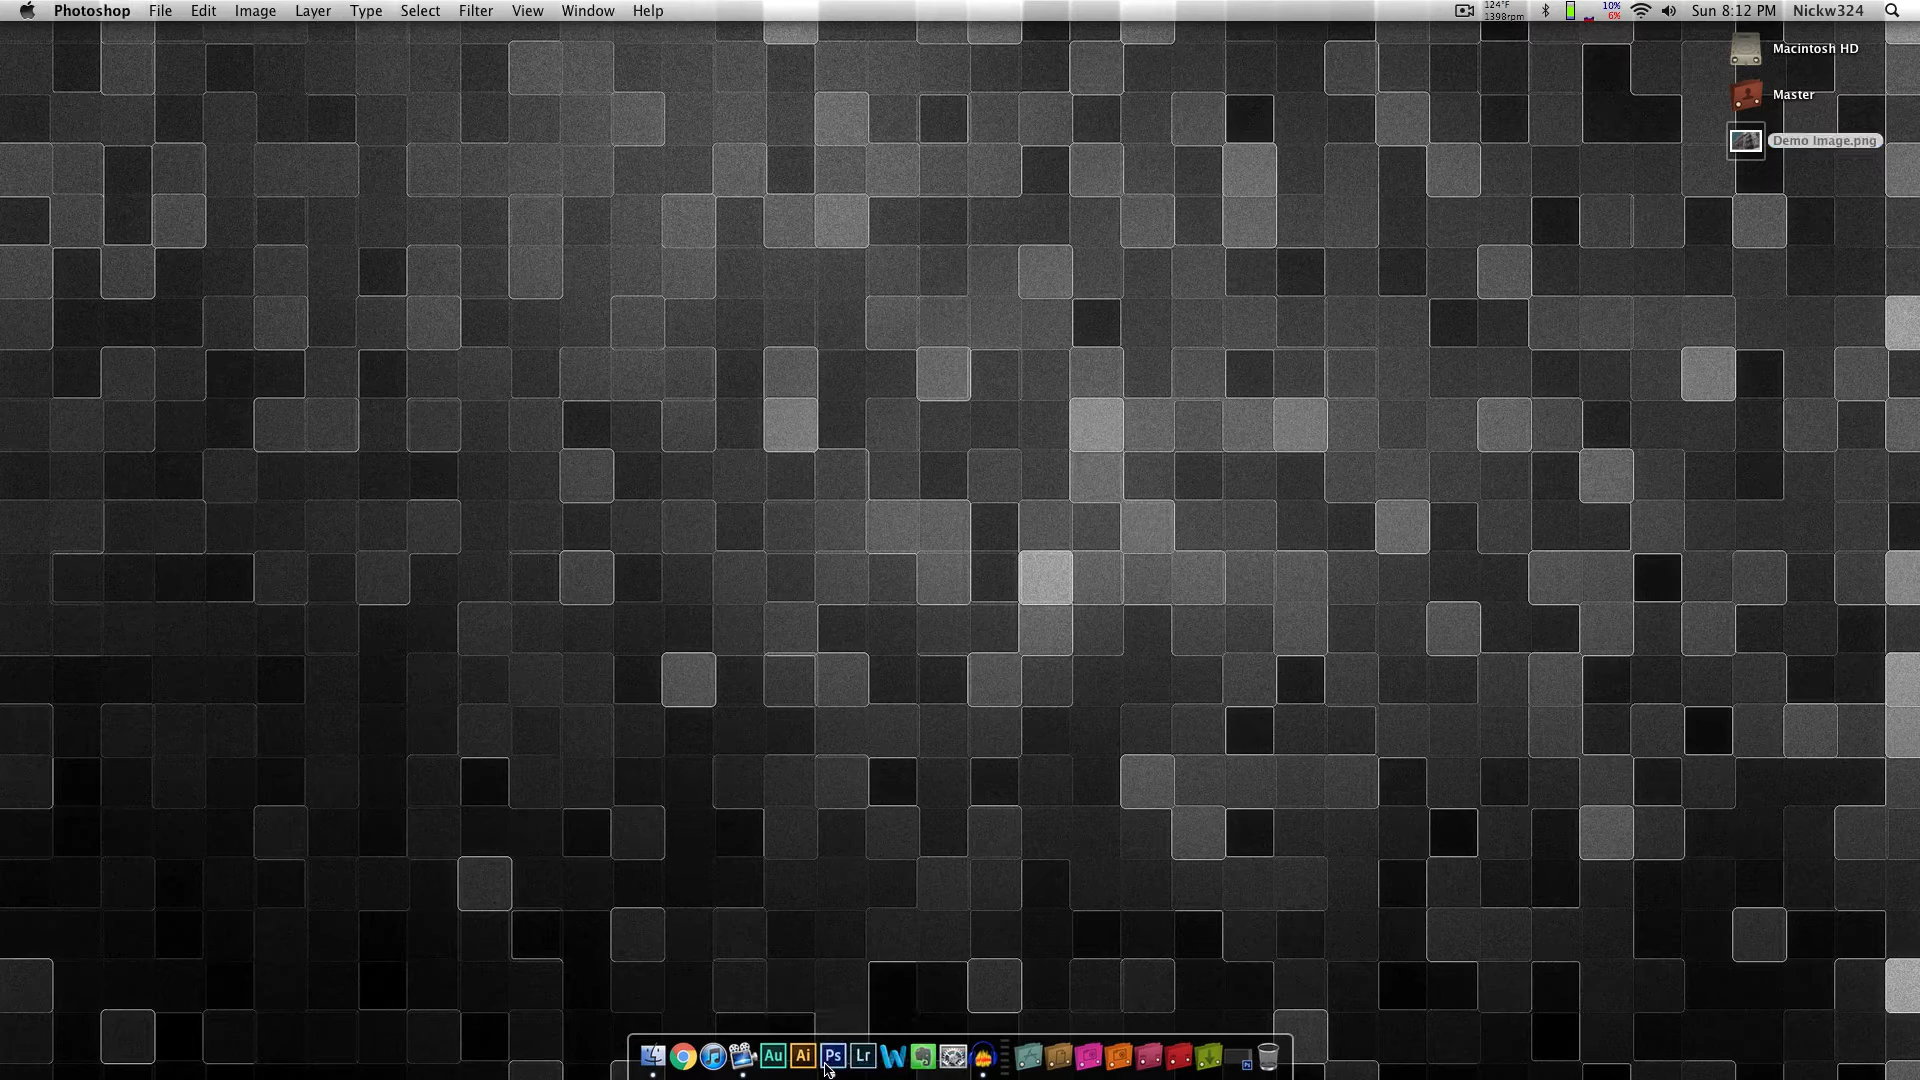 Photoshop File Edit Image Layer Type Select Filter View Window Help 124°F 1398rpm 10% 6% Sun 8:12 PM Nickw324
Macintosh HD
Master
Demo Image.png
Au Ai Ps Lr